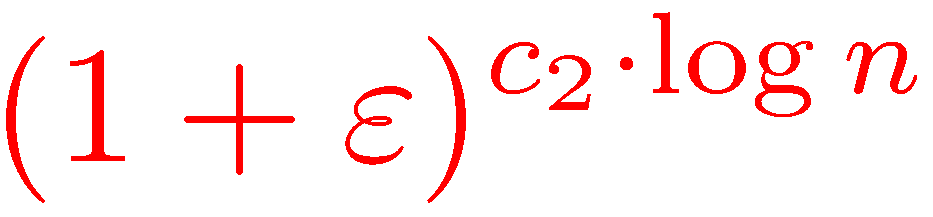 (1 + ε)^{c₂·log n}